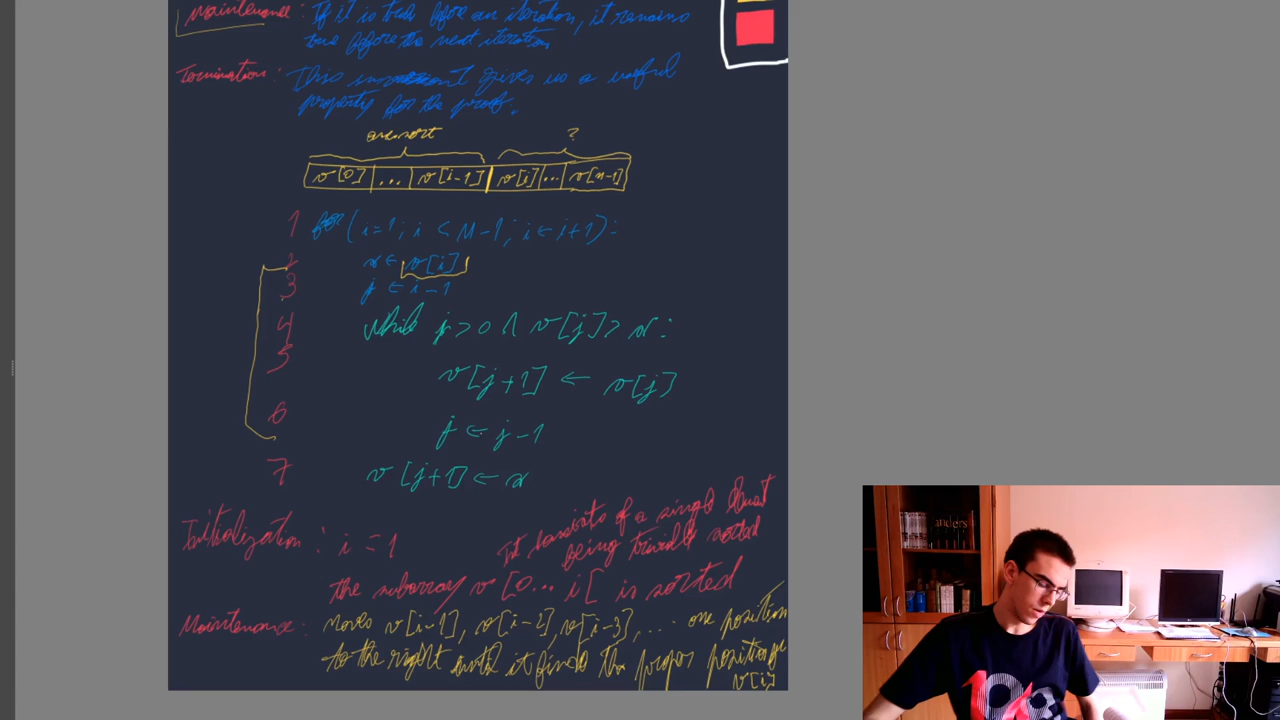 Maintenance: If it is true before an iteration, it remains
true before the next iteration
Termination: This gives us a useful
property for the proof.
?
v[0] ... v[i-1] v[i] ... v[n-1]
1 for (i=1; i < n-1; i ← i+1):
2 x ← v[i]
3 j ← i-1
4 while j > 0 ∧ v[j] > x:
5 v[j+1] ← v[j]
6 j ← j-1
7 v[j+1] ← x
Initialization: i = 1
it consists of a single
being trivially sorted
the subarray v[0... i[ is sorted
Maintenance: moves v[i-1], v[i-2], v[i-3], ... one position
to the right until it finds the proper position
v[i]